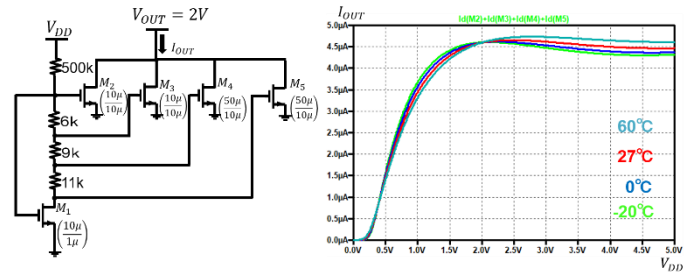 V_DD
V_OUT = 2V
I_OUT
500k
M_2
(10μ/10μ)
M_3
(10μ/10μ)
M_4
(50μ/10μ)
M_5
(50μ/10μ)
6k
9k
11k
M_1
(10μ/1μ)
I_OUT
Id(M2)+Id(M3)+Id(M4)+Id(M5)
5.0μA
4.5μA
4.0μA
3.5μA
3.0μA
2.5μA
2.0μA
1.5μA
1.0μA
0.5μA
0.0μA
60℃
27℃
0℃
-20℃
0.0V 0.5V 1.0V 1.5V 2.0V 2.5V 3.0V 3.5V 4.0V 4.5V 5.0V
V_DD